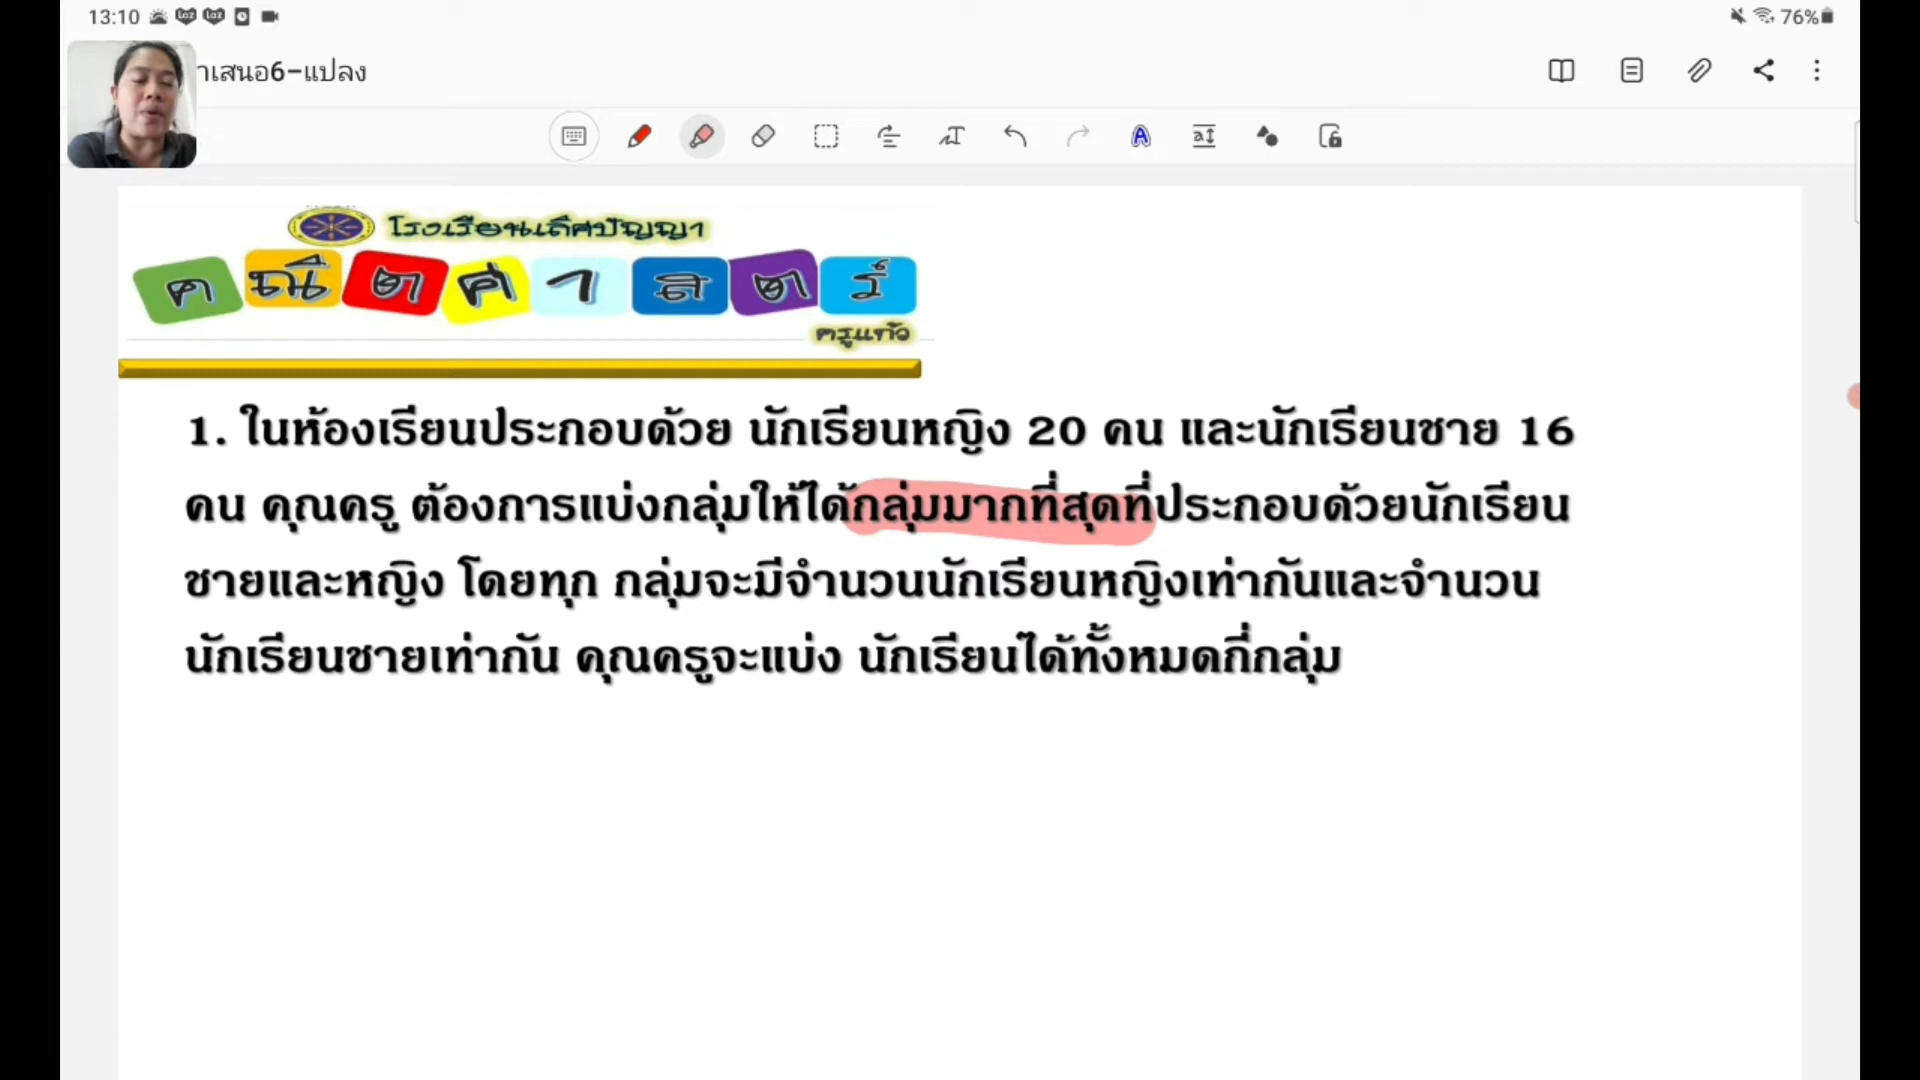 13:10
76%
าเสนอ6-แปลง
โรงเรียนเลิศปัญญา
คณิตศาสตร์
ครูแก้ว
1. ในห้องเรียนประกอบด้วย นักเรียนหญิง 20 คน และนักเรียนชาย 16
คน คุณครู ต้องการแบ่งกลุ่มให้ได้กลุ่มมากที่สุดที่ประกอบด้วยนักเรียน
ชายและหญิง โดยทุก กลุ่มจะมีจำนวนนักเรียนหญิงเท่ากันและจำนวน
นักเรียนชายเท่ากัน คุณครูจะแบ่ง นักเรียนได้ทั้งหมดกี่กลุ่ม